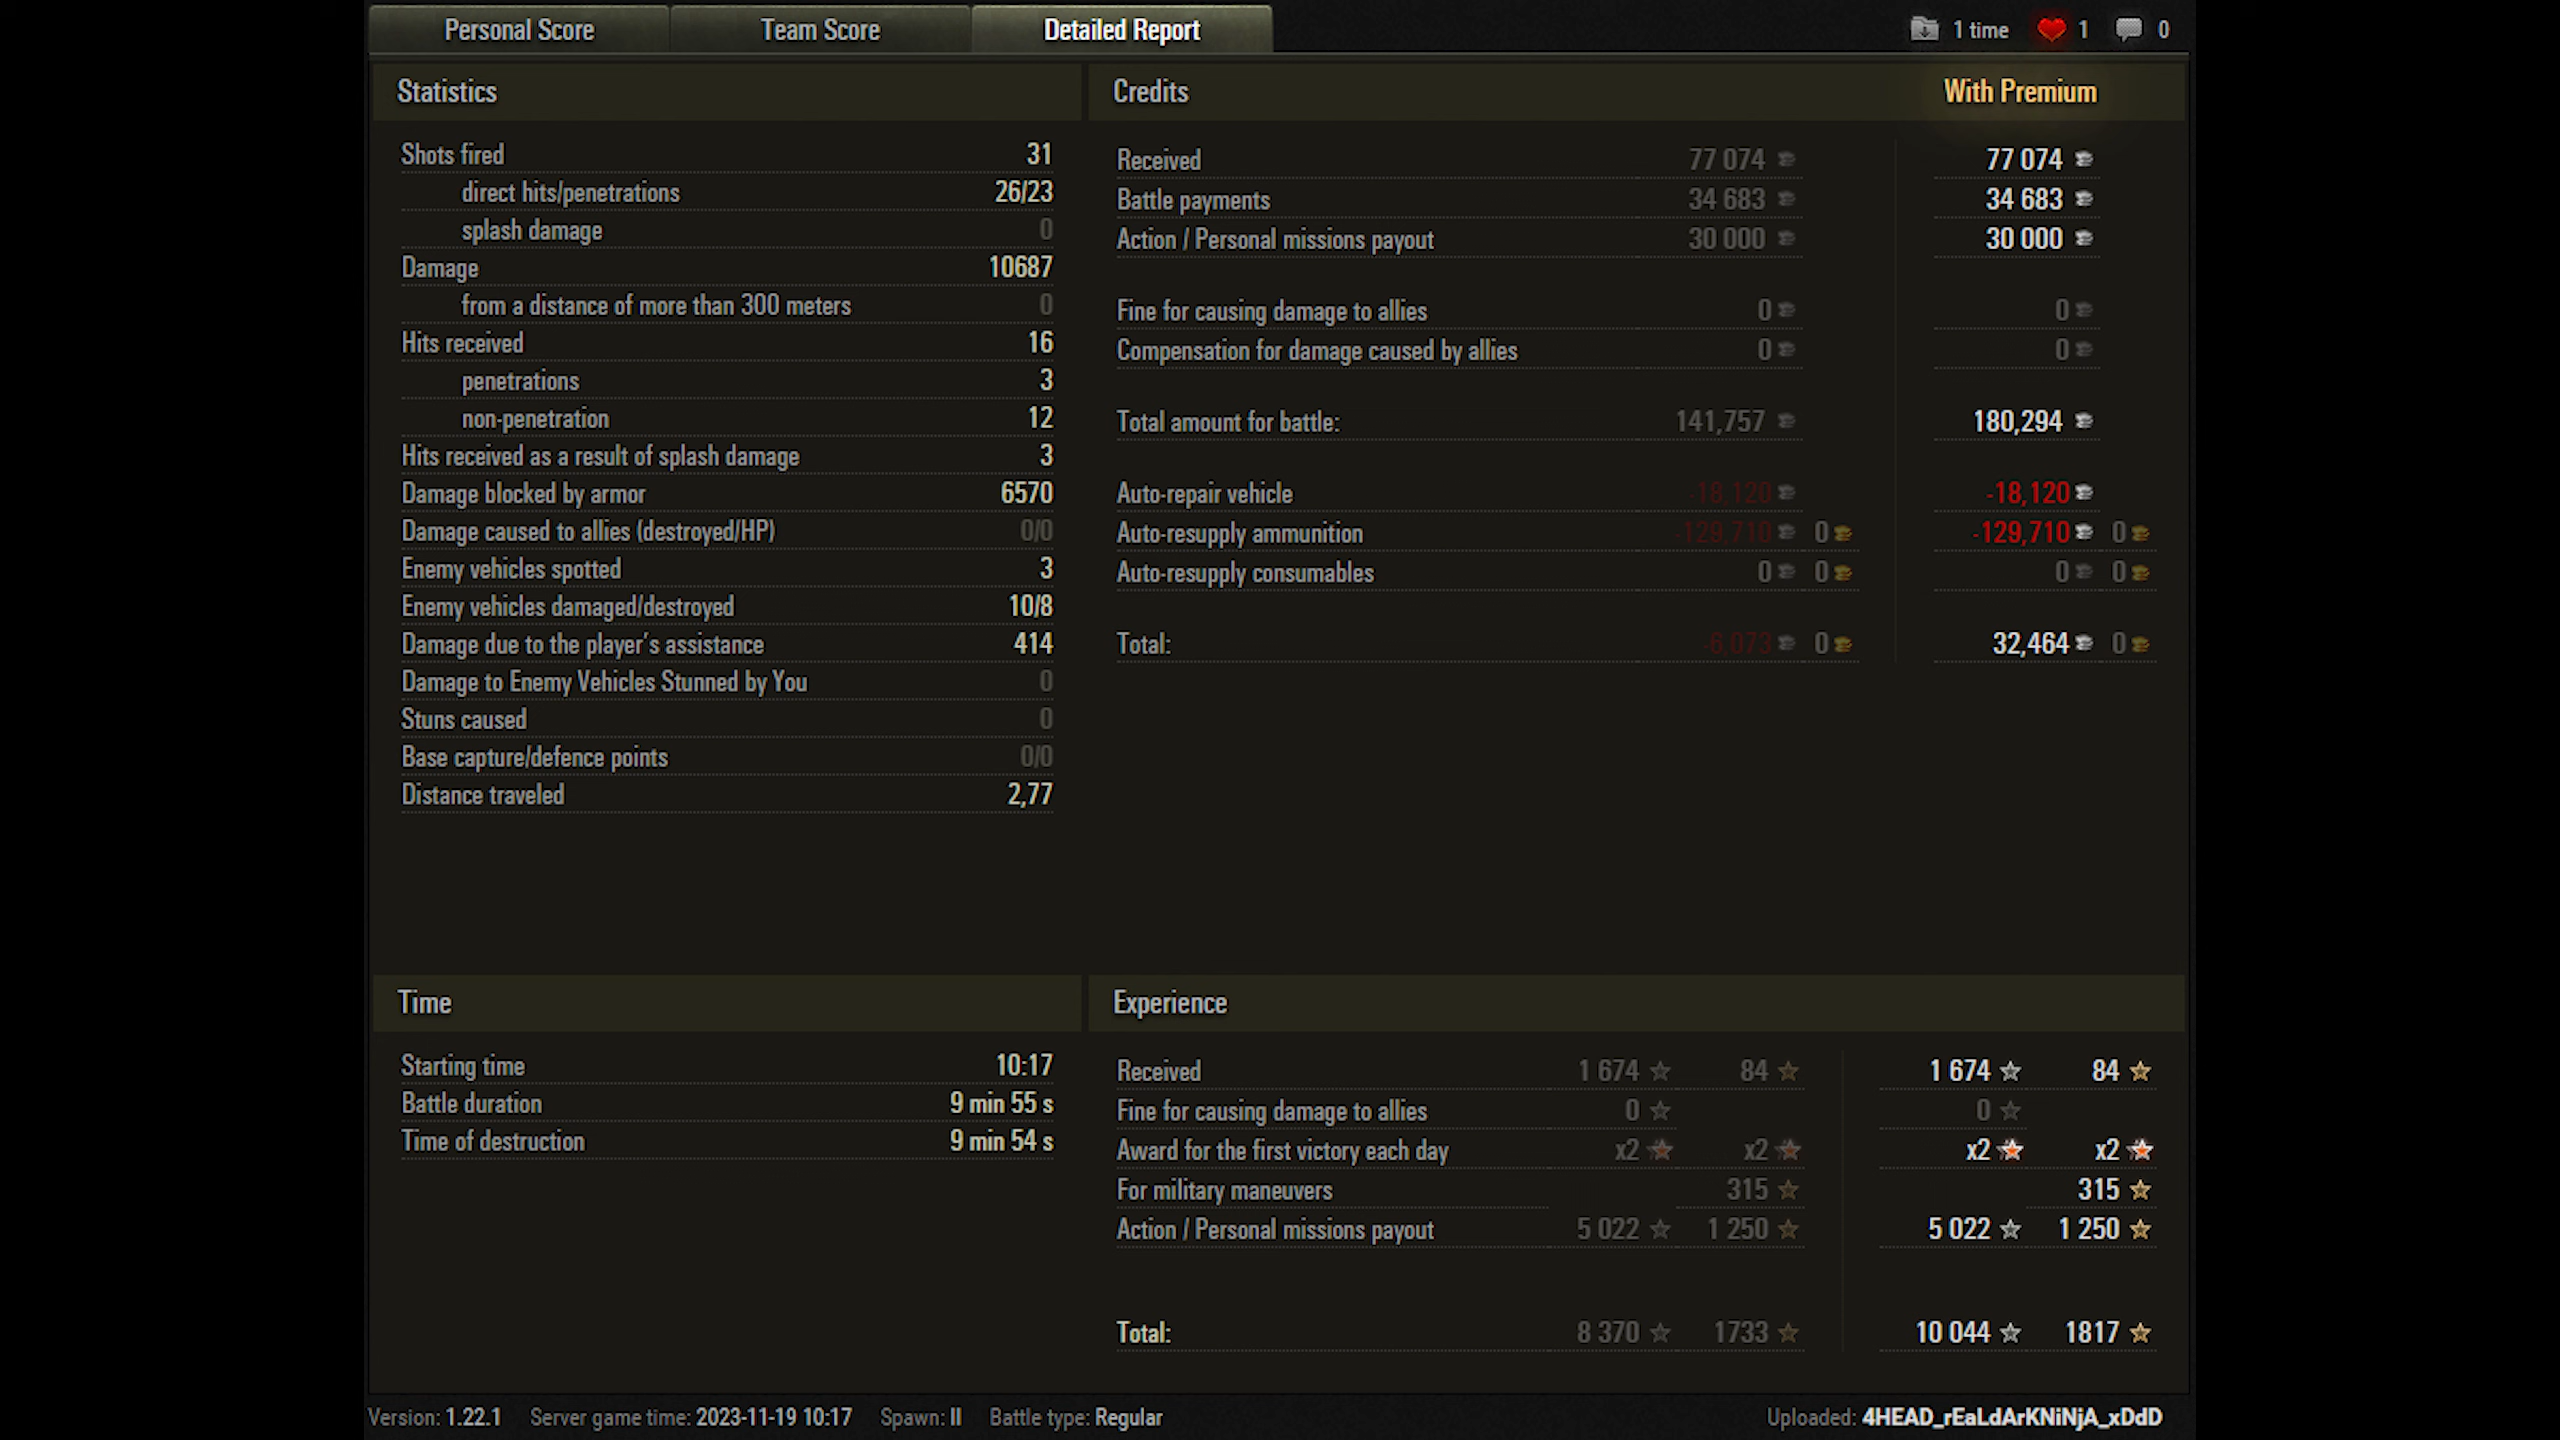 Personal Score Team Score Detailed Report 1 time 1 0
Statistics
Shots fired 31
direct hits/penetrations 26/23
splash damage 0
Damage 10687
from a distance of more than 300 meters 0
Hits received 16
penetrations 3
non-penetration 12
Hits received as a result of splash damage 3
Damage blocked by armor 6570
Damage caused to allies (destroyed/HP) 0/0
Enemy vehicles spotted 3
Enemy vehicles damaged/destroyed 10/8
Damage due to the player's assistance 414
Damage to Enemy Vehicles Stunned by You 0
Stuns caused 0
Base capture/defence points 0/0
Distance traveled 2,77
Credits With Premium
Received 77 074 77 074
Battle payments 34 683 34 683
Action / Personal missions payout 30 000 30 000
Fine for causing damage to allies 0 0
Compensation for damage caused by allies 0 0
Total amount for battle: 141,757 180,294
Auto-repair vehicle -18,120 -18,120
Auto-resupply ammunition -129,710 0 -129,710 0
Auto-resupply consumables 0 0 0 0
Total: -6,073 0 32,464 0
Time
Starting time 10:17
Battle duration 9 min 55 s
Time of destruction 9 min 54 s
Experience
Received 1 674 84 1 674 84
Fine for causing damage to allies 0 0
Award for the first victory each day x2 x2 x2 x2
For military maneuvers 315 315
Action / Personal missions payout 5 022 1 250 5 022 1 250
Total: 8 370 1733 10 044 1817
Version: 1.22.1 Server game time: 2023-11-19 10:17 Spawn: II Battle type: Regular Uploaded: 4HEAD_rEaLdArKNiNjA_xDdD